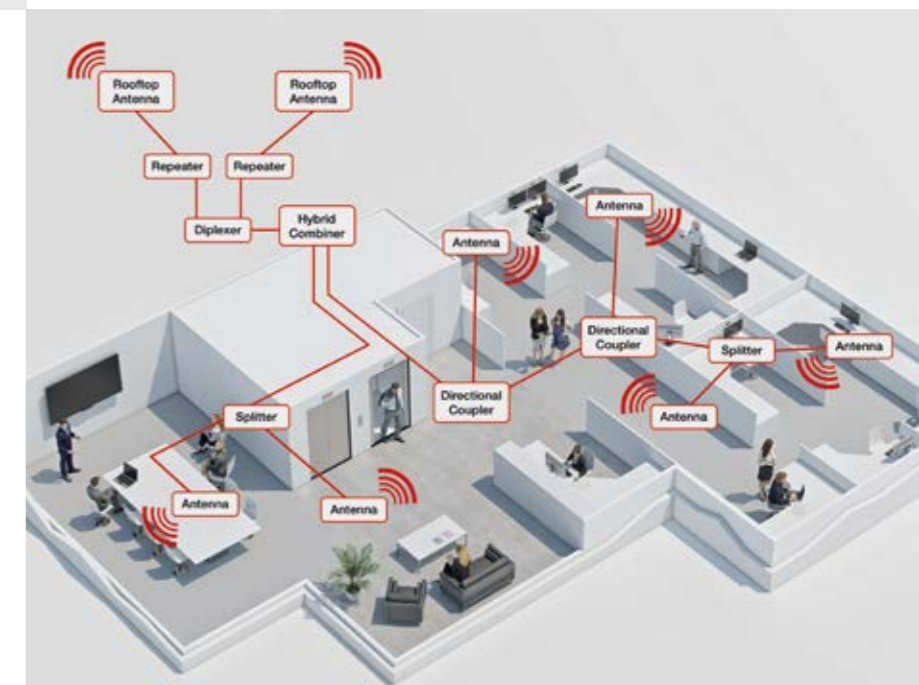 Rooftop
Antenna
Rooftop
Antenna
Repeater
Repeater
Diplexer
Hybrid
Combiner
Antenna
Antenna
Directional
Coupler
Splitter
Antenna
Antenna
Directional
Coupler
Splitter
Antenna
Antenna